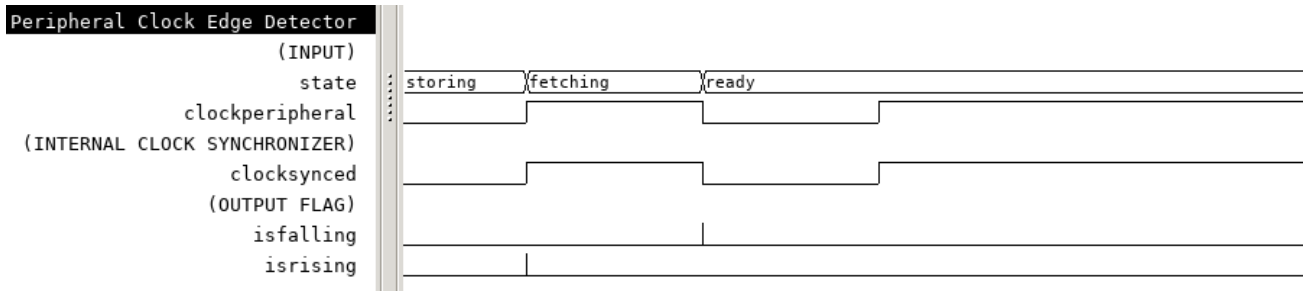 Peripheral Clock Edge Detector
(INPUT)
state storing fetching ready
clockperipheral
(INTERNAL CLOCK SYNCHRONIZER)
clocksynced
(OUTPUT FLAG)
isfalling
isrising